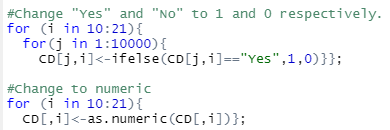 #Change "Yes" and "No" to 1 and 0 respectively.
for (i in 10:21){
  for(j in 1:10000){
    CD[j,i]<-ifelse(CD[j,i]=="Yes",1,0)}};

#Change to numeric
for (i in 10:21){
    CD[,i]<-as.numeric(CD[,i])};